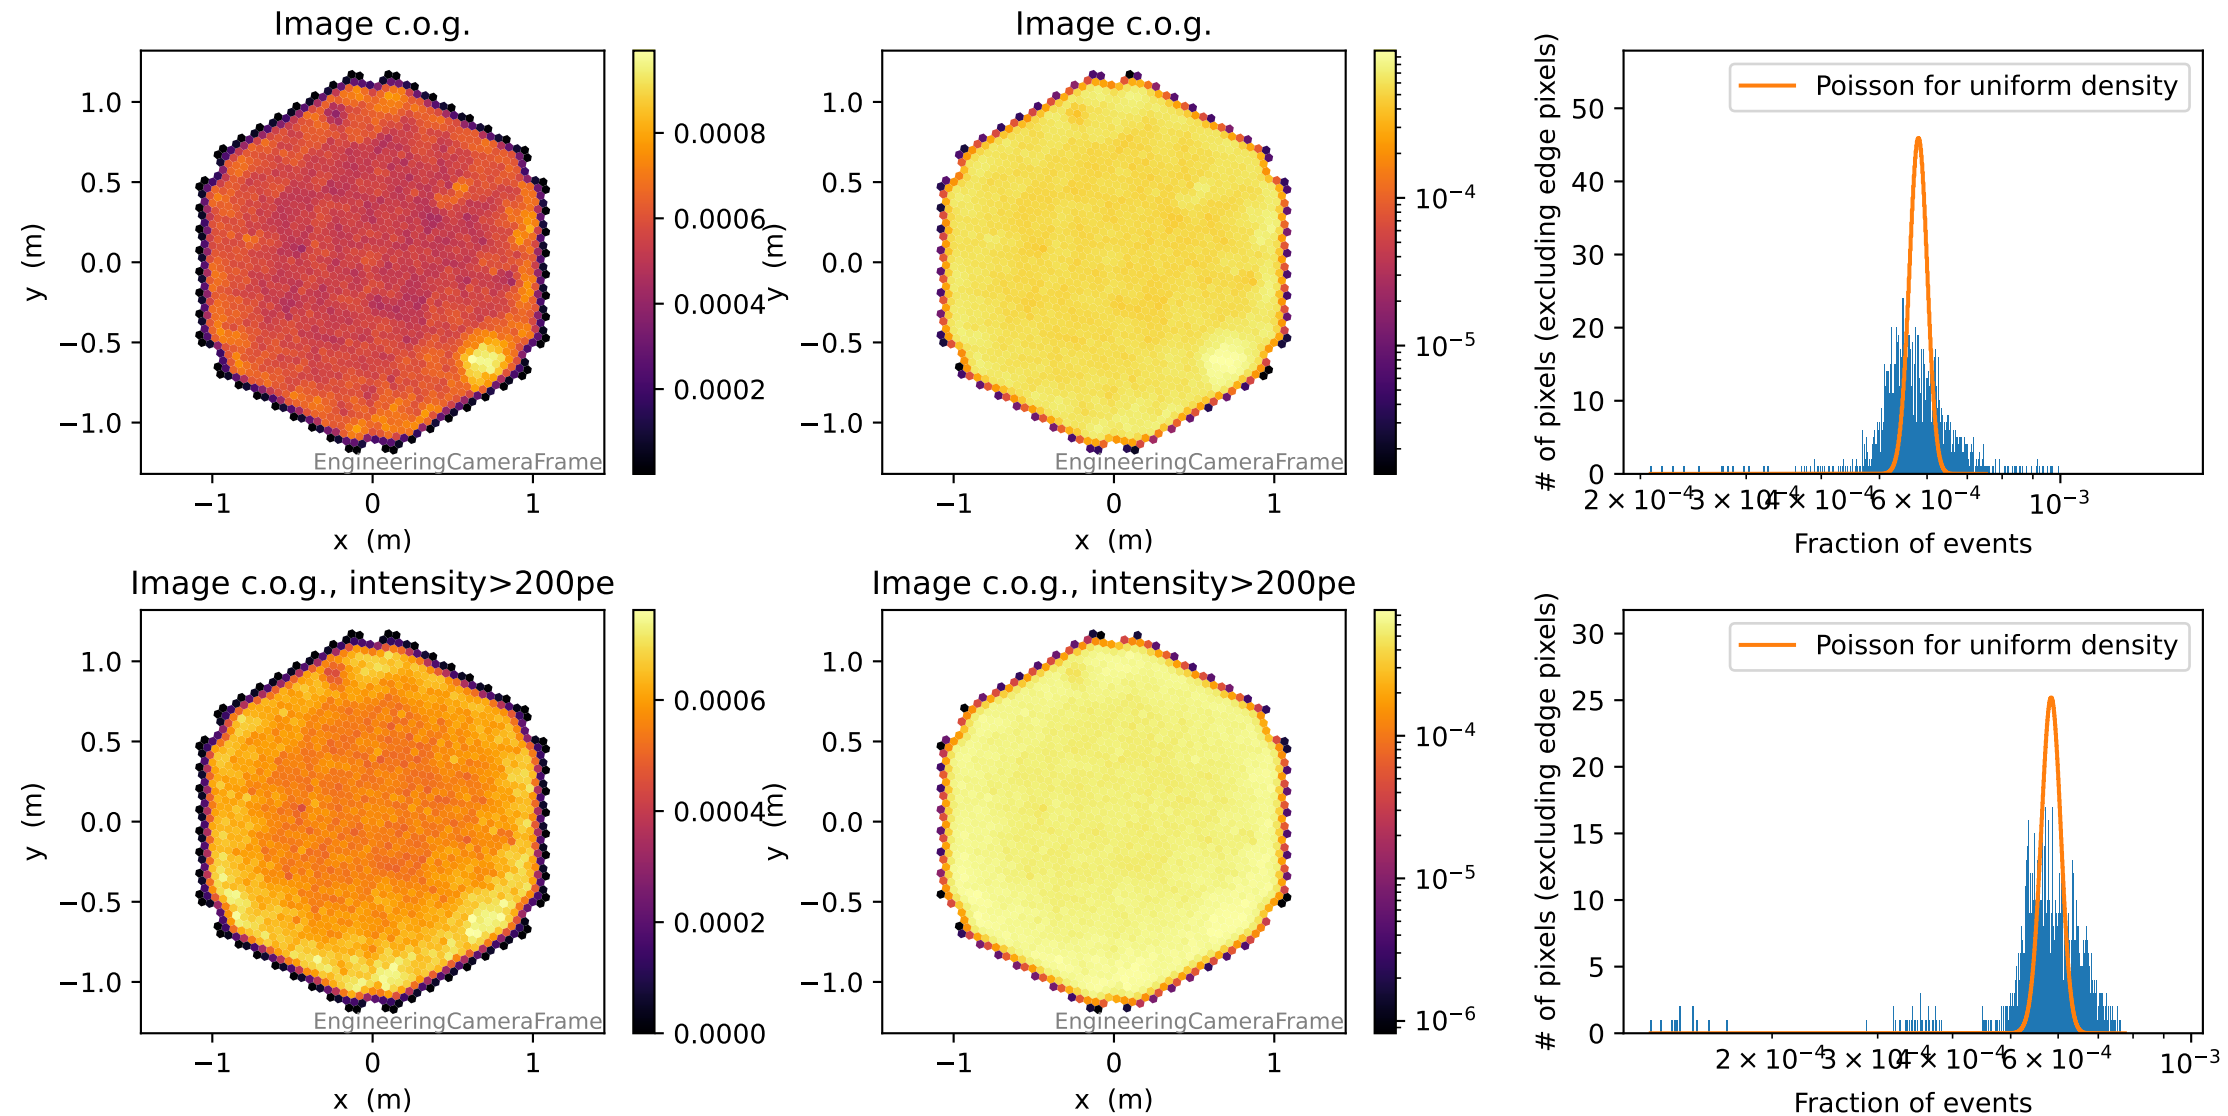 Image c.o.g.
1.0
0.5
0.0
−0.5
−1.0
y (m)
−1
0
1
x (m)
EngineeringCameraFrame
0.0008
0.0006
0.0004
0.0002
Image c.o.g.
1.0
0.5
0.0
−0.5
−1.0
y (m)
−1
0
1
x (m)
EngineeringCameraFrame
10⁻⁴
10⁻⁵
Poisson for uniform density
# of pixels (excluding edge pixels)
50
40
30
20
10
0
2 × 10⁻⁴
3 × 10⁻⁴
4 × 10⁻⁴
6 × 10⁻⁴
10⁻³
Fraction of events
Image c.o.g., intensity>200pe
1.0
0.5
0.0
−0.5
−1.0
y (m)
−1
0
1
x (m)
EngineeringCameraFrame
0.0006
0.0004
0.0002
0.0000
Image c.o.g., intensity>200pe
1.0
0.5
0.0
−0.5
−1.0
y (m)
−1
0
1
x (m)
EngineeringCameraFrame
10⁻⁴
10⁻⁵
10⁻⁶
Poisson for uniform density
# of pixels (excluding edge pixels)
30
25
20
15
10
5
0
2 × 10⁻⁴
3 × 10⁻⁴
4 × 10⁻⁴
6 × 10⁻⁴
10⁻³
Fraction of events